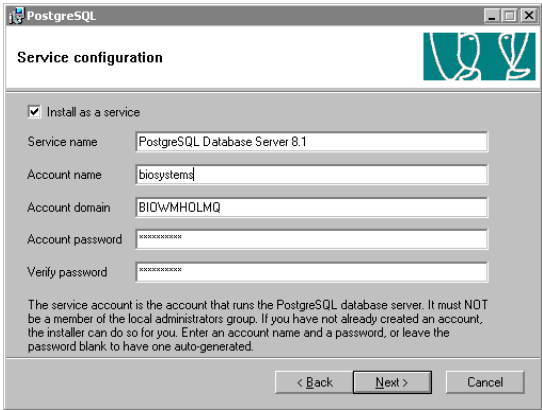 PostgreSQL
Service configuration
Install as a service
Service name PostgreSQL Database Server 8.1
Account name biosystems
Account domain BIOWMHOLMQ
Account password **********
Verify password **********
The service account is the account that runs the PostgreSQL database server. It must NOT
be a member of the local administrators group. If you have not already created an account,
the installer can do so for you. Enter an account name and a password, or leave the
password blank to have one auto-generated.
< Back Next > Cancel